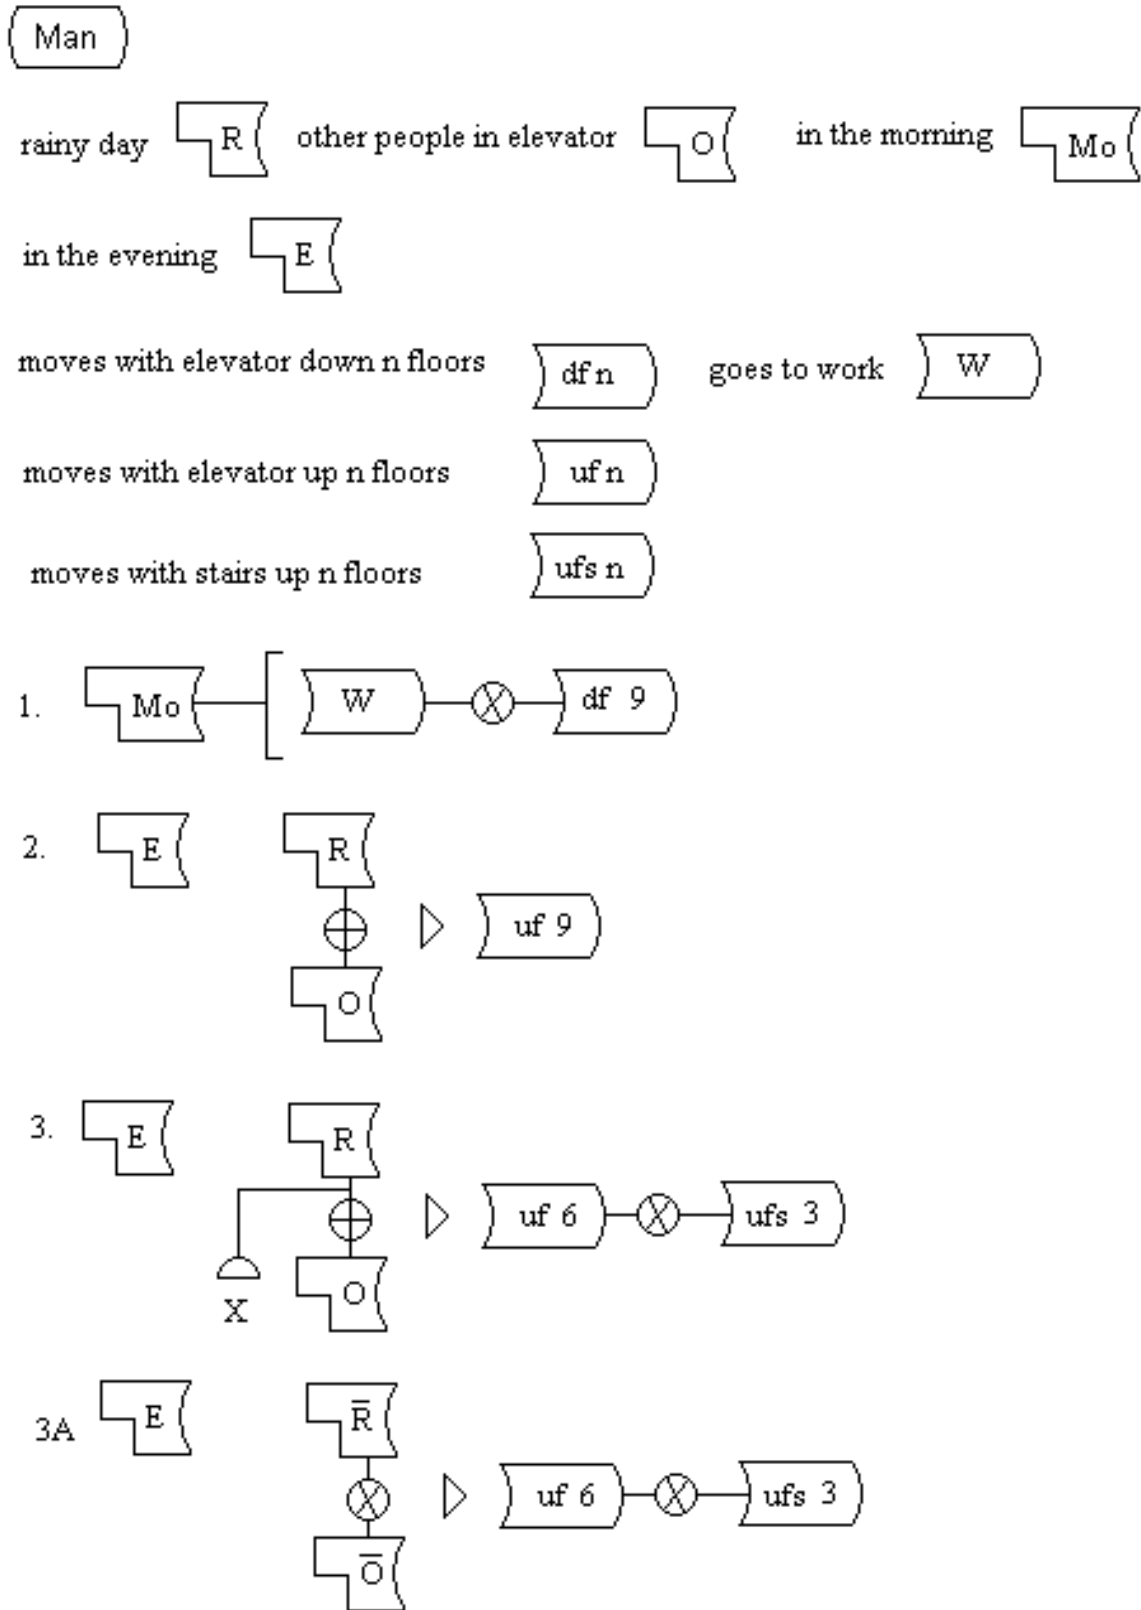 Man
rainy day R other people in elevator O in the morning Mo
in the evening E
moves with elevator down n floors df n goes to work W
moves with elevator up n floors uf n
moves with stairs up n floors ufs n
1. Mo W X df 9
2. E R
uf 9
O
3. E R
uf 6 X ufs 3
O
X
3A E R̅
X uf 6 X ufs 3
O̅